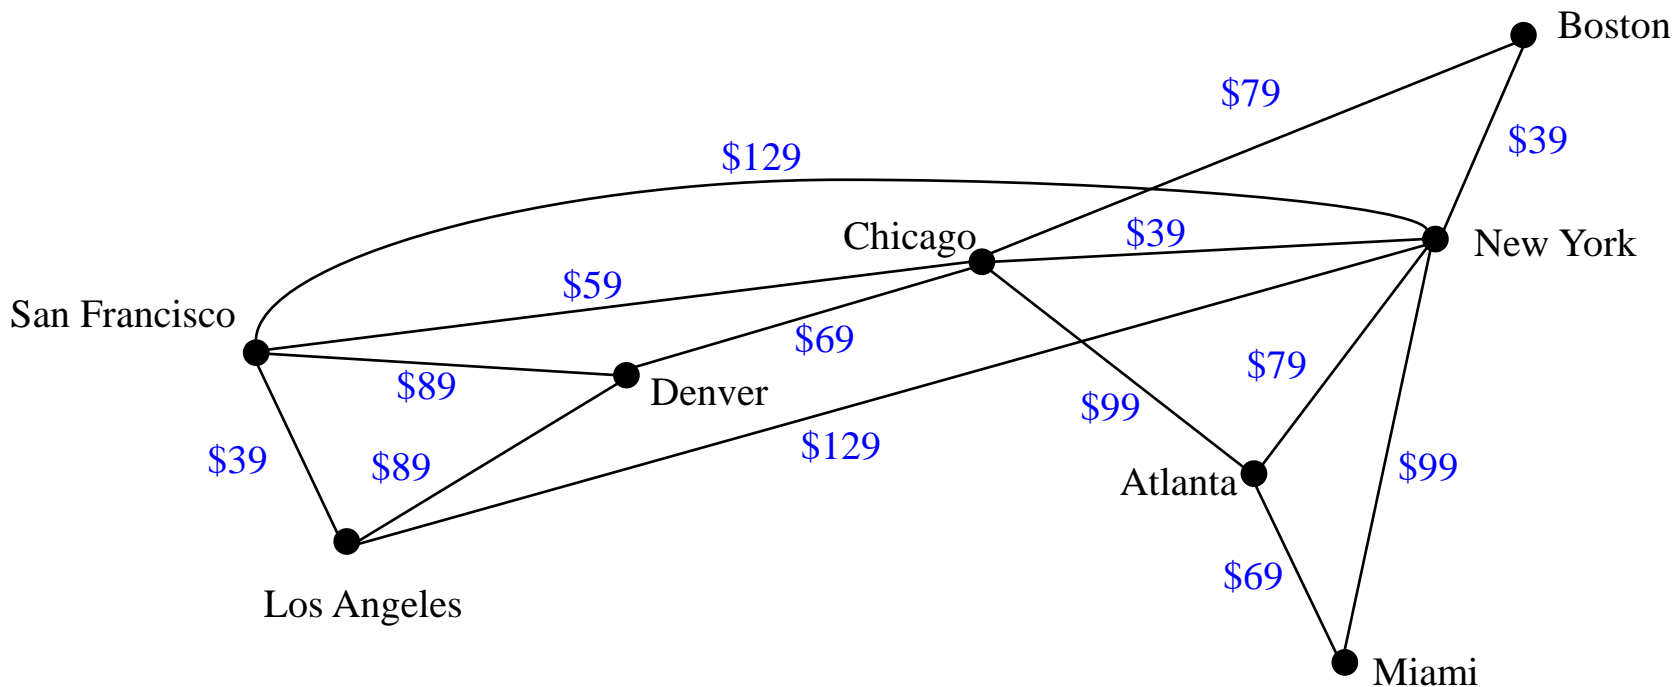 Boston
$79
$39
$129
Chicago
$39
New York
$59
San Francisco
$69
$89
Denver
$79
$99
$129
$39
$89
Atlanta
$99
$69
Los Angeles
Miami